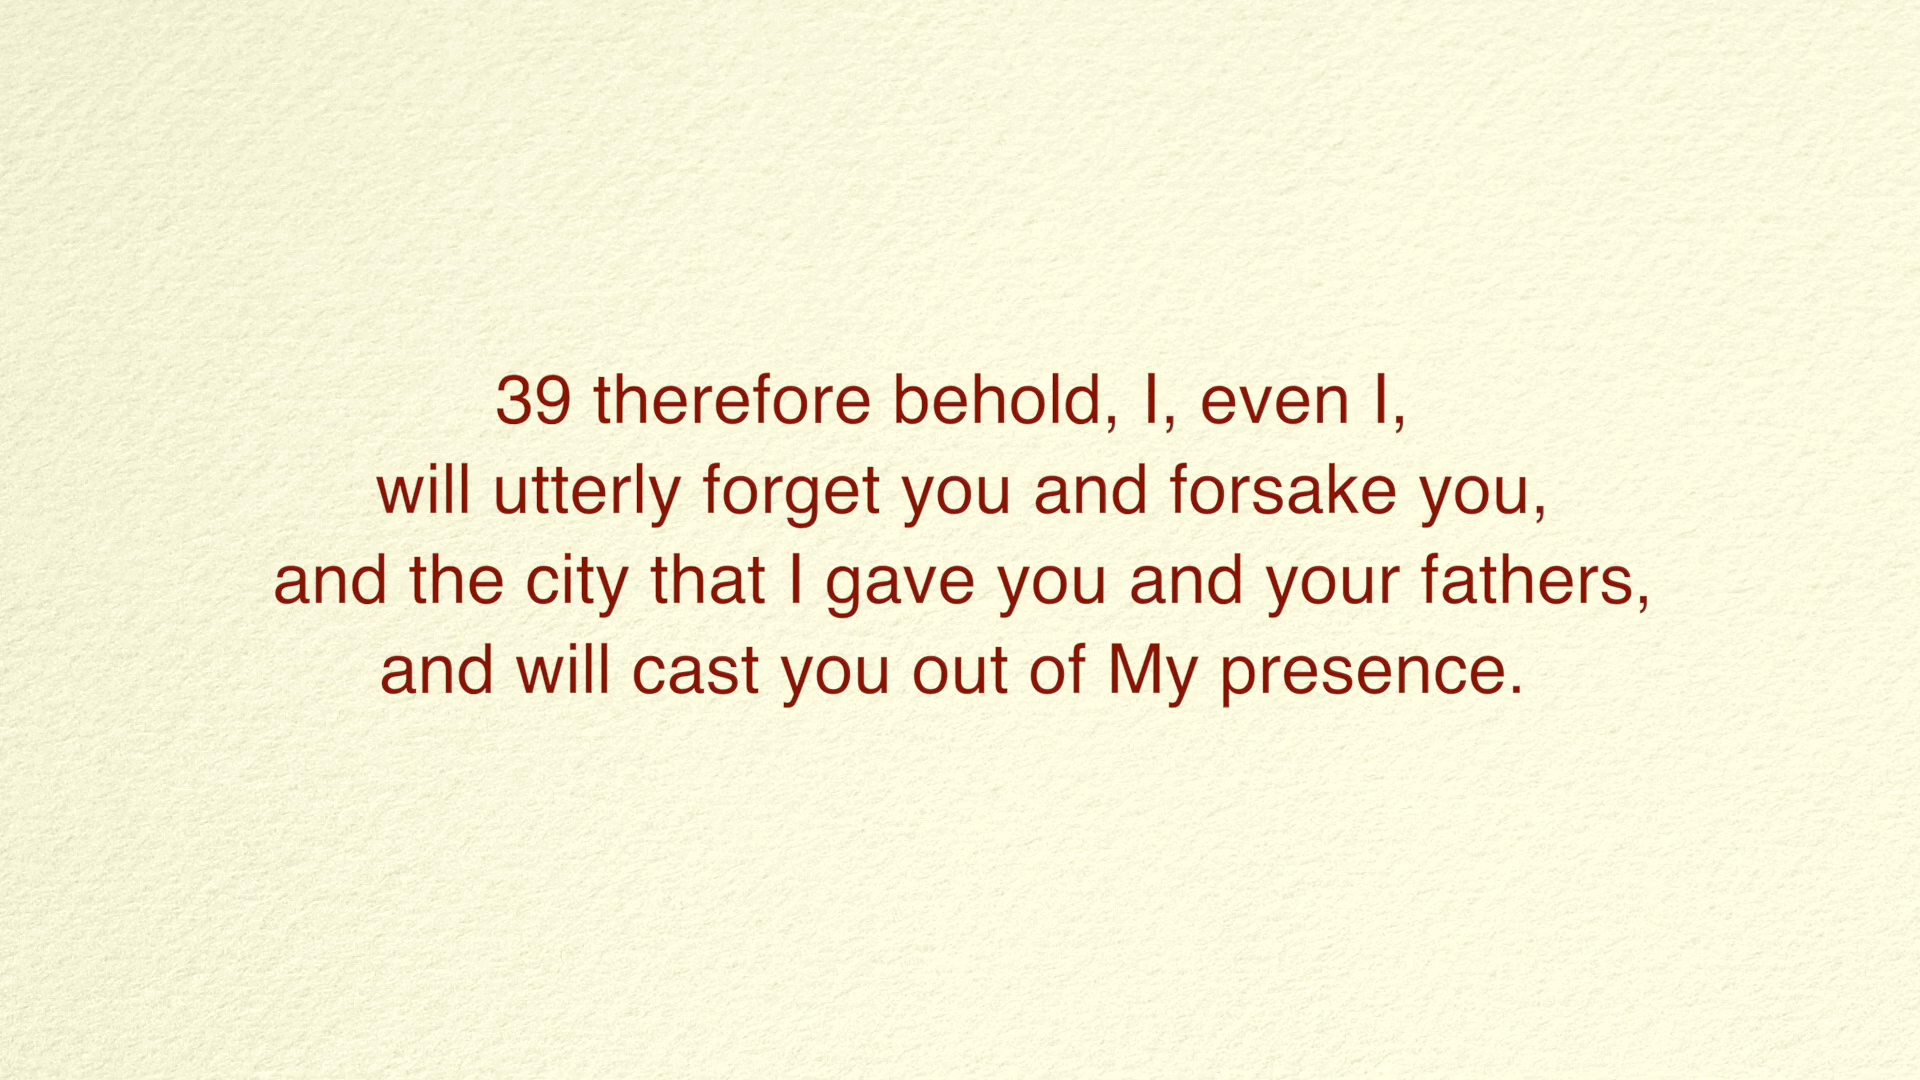 39 therefore behold, I, even I,
will utterly forget you and forsake you,
and the city that I gave you and your fathers,
and will cast you out of My presence.